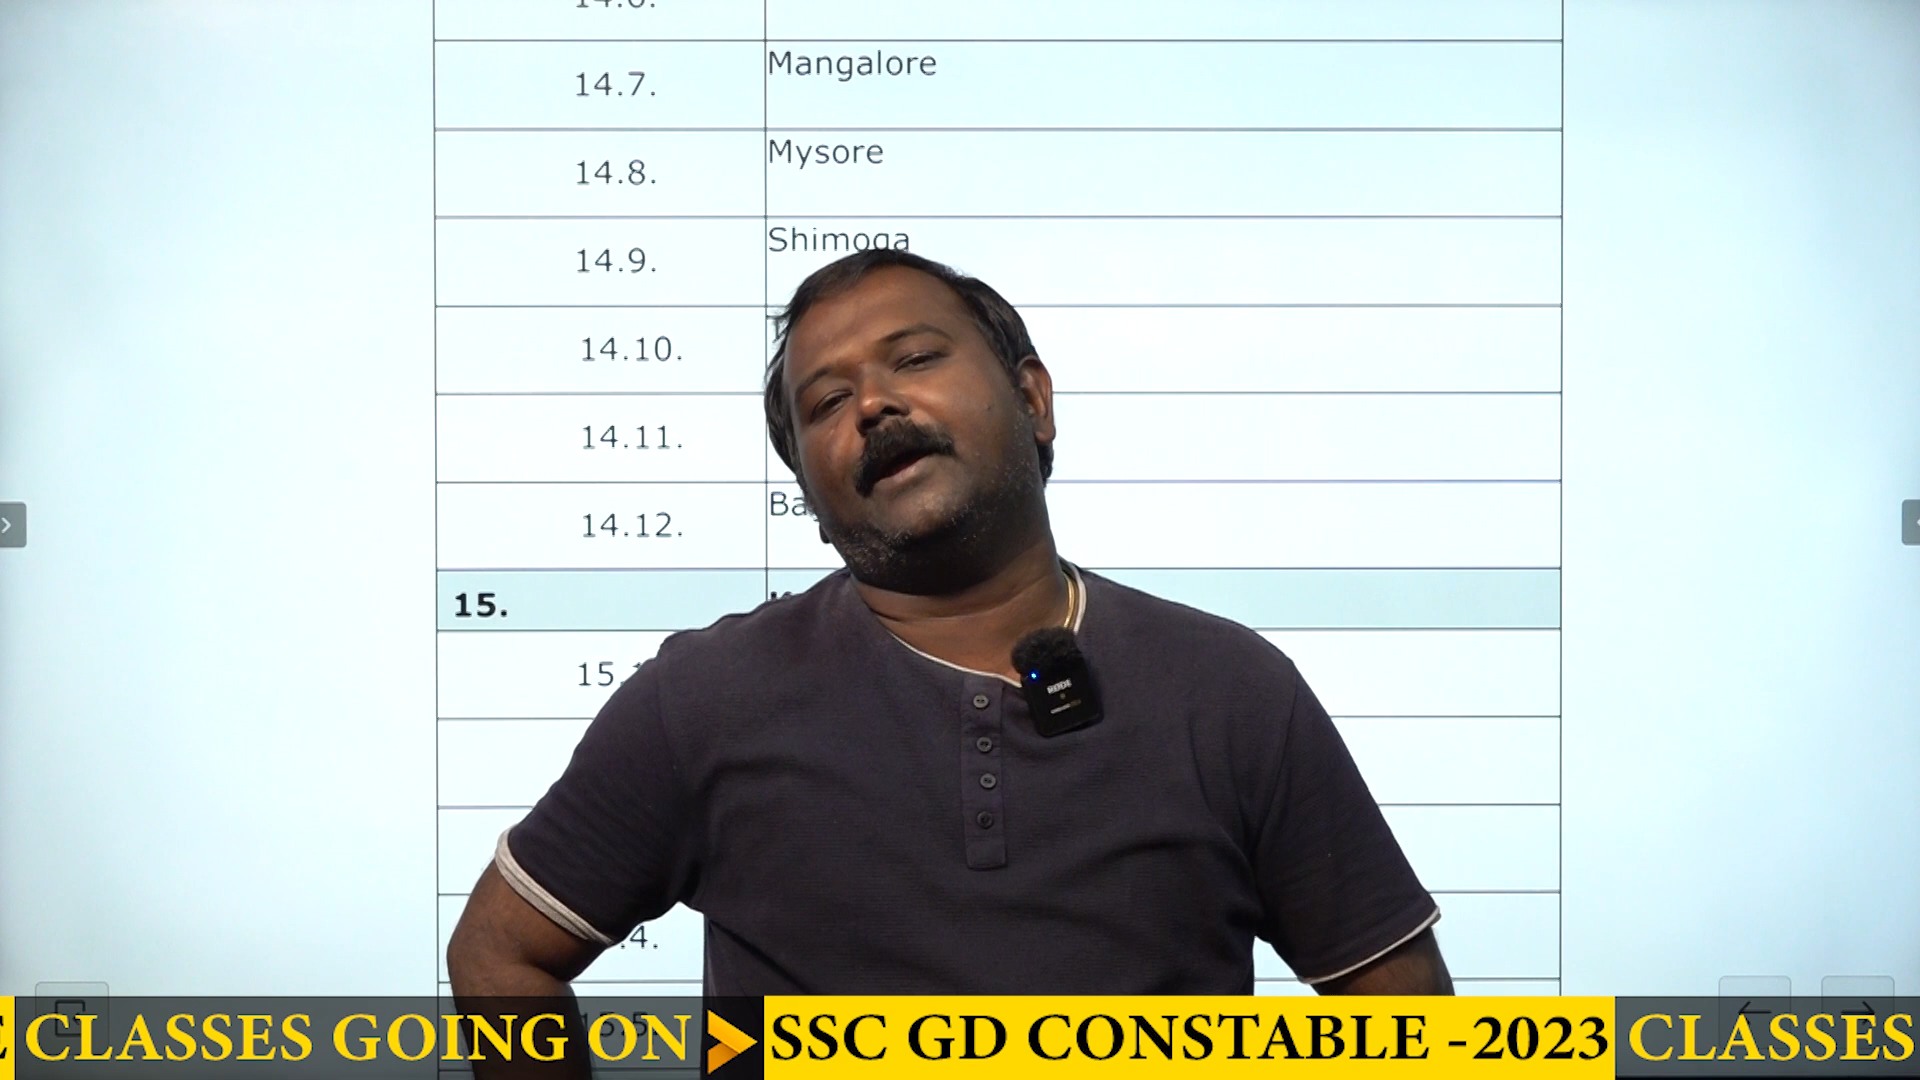 14.7. Mangalore
14.8. Mysore
14.9. Shimoga
14.10.
14.11.
14.12.
15.
RØDE
CLASSES GOING ON SSC GD CONSTABLE -2023 CLASSES